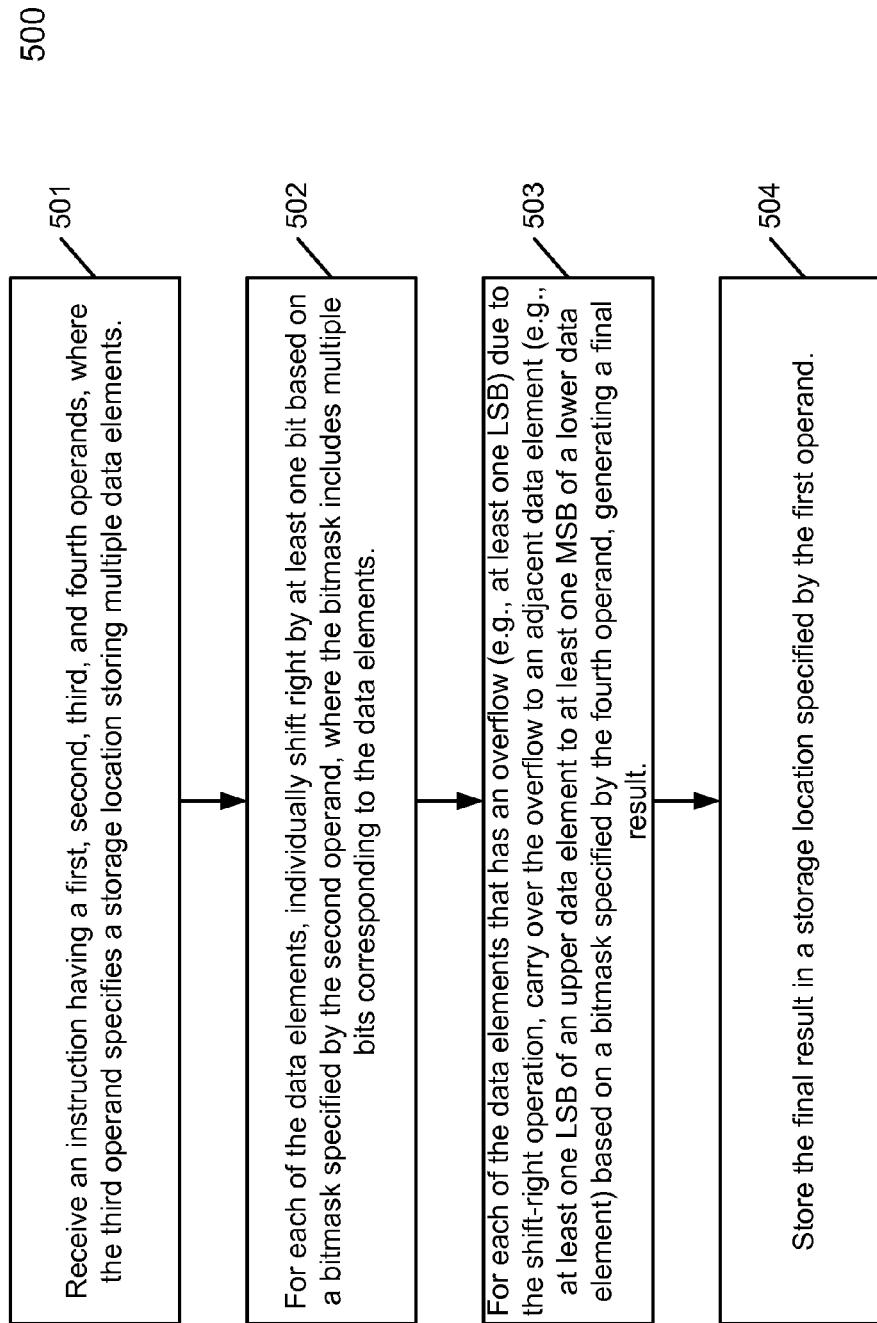 500
501
Receive an instruction having a first, second, third, and fourth operands, where
the third operand specifies a storage location storing multiple data elements.
502
For each of the data elements, individually shift right by at least one bit based on
a bitmask specified by the second operand, where the bitmask includes multiple
bits corresponding to the data elements.
503
For each of the data elements that has an overflow (e.g., at least one LSB) due to
the shift-right operation, carry over the overflow to an adjacent data element (e.g.,
at least one LSB of an upper data element to at least one MSB of a lower data
element) based on a bitmask specified by the fourth operand, generating a final
result.
504
Store the final result in a storage location specified by the first operand.